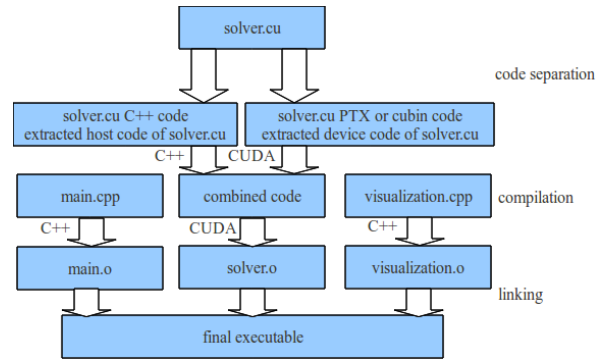 solver.cu
code separation
solver.cu C++ code
extracted host code of solver.cu
solver.cu PTX or cubin code
extracted device code of solver.cu
C++
CUDA
main.cpp
combined code
visualization.cpp
compilation
C++
CUDA
C++
main.o
solver.o
visualization.o
linking
final executable